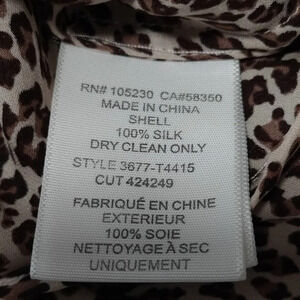 RN# 105230 CA#58350
MADE IN CHINA
SHELL
100% SILK
DRY CLEAN ONLY
STYLE 3677-T4415
CUT 424249
FABRIQUÉ EN CHINE
EXTERIEUR
100% SOIE
NETTOYAGE À SEC
UNIQUEMENT